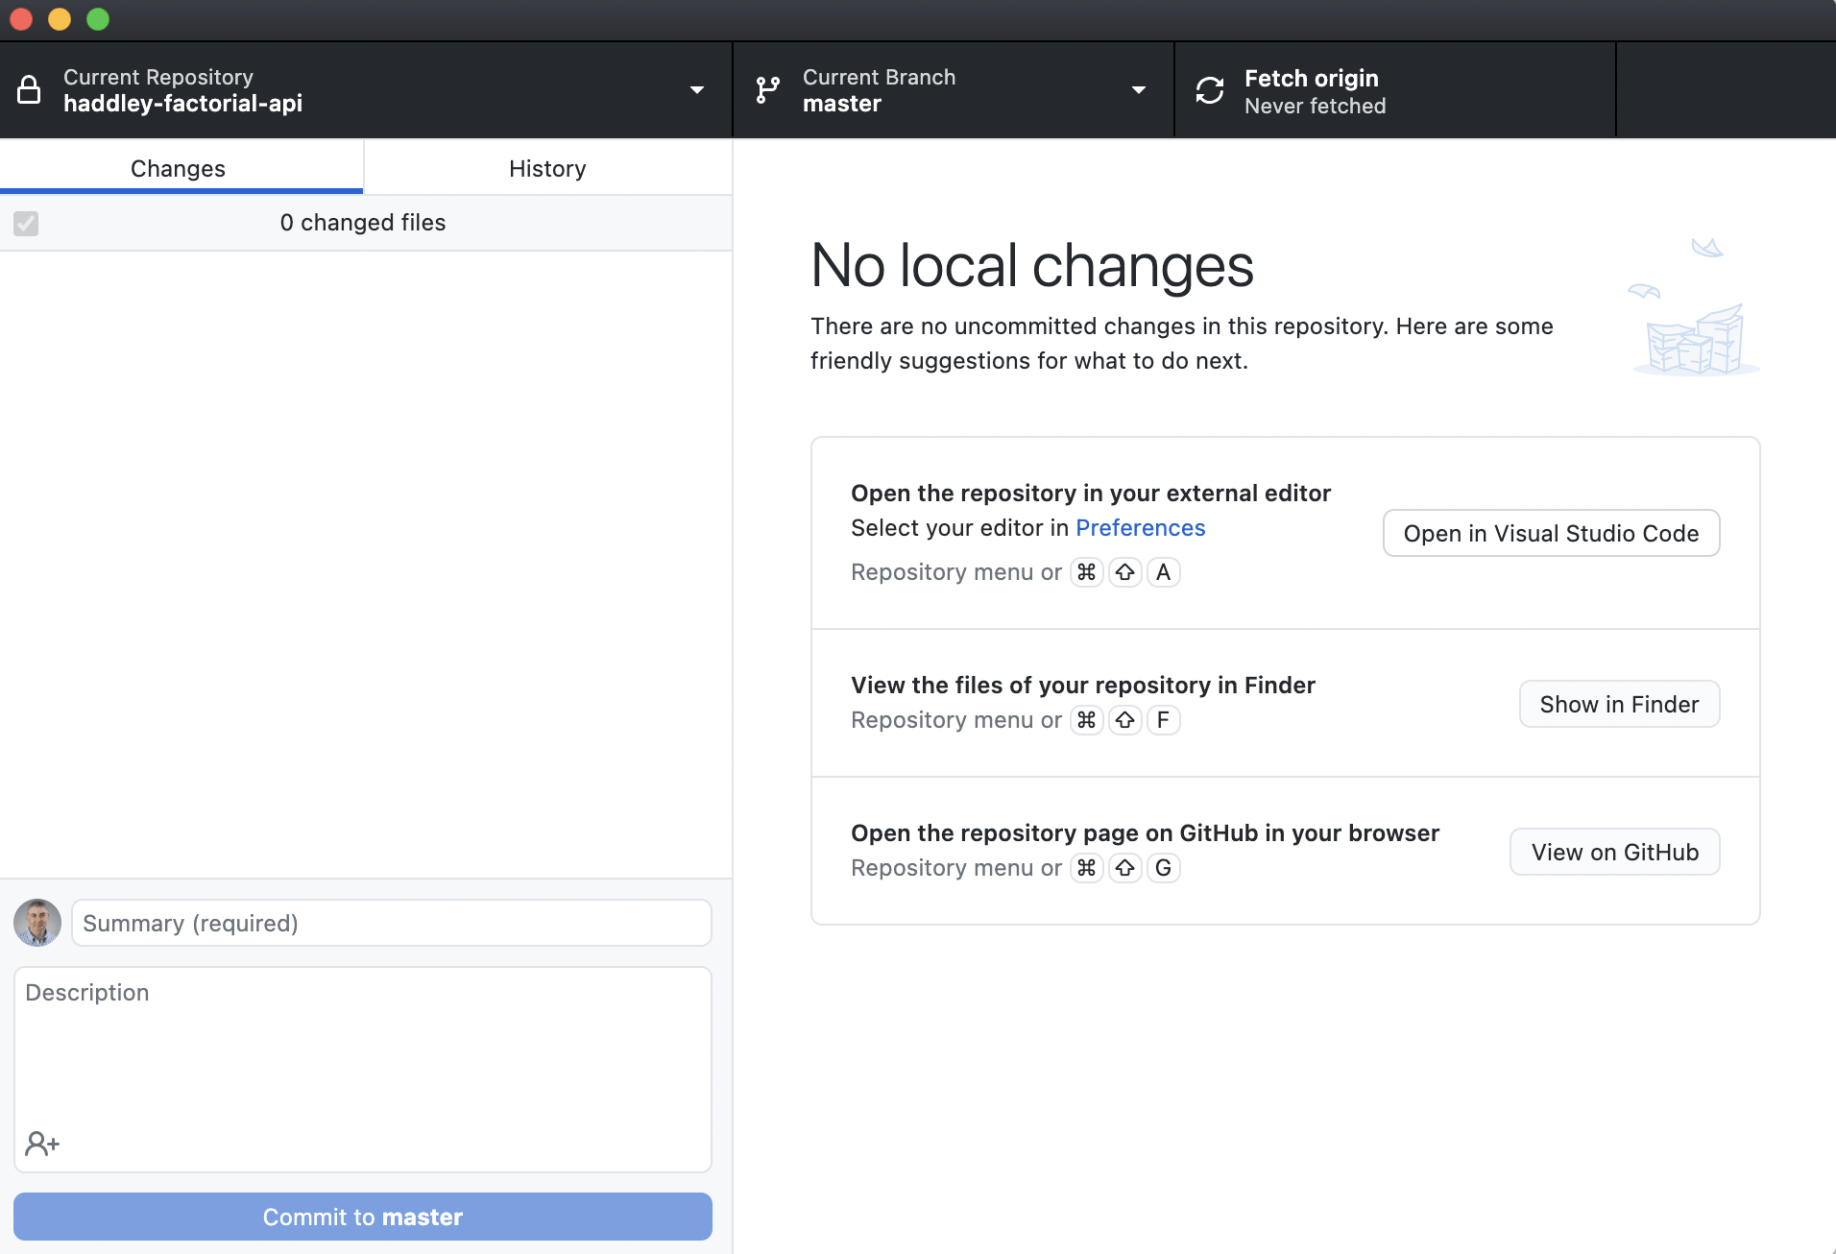 Current Repository
haddley-factorial-api
Current Branch
master
Fetch origin
Never fetched
Changes
History
0 changed files
No local changes
There are no uncommitted changes in this repository. Here are some
friendly suggestions for what to do next.
Open the repository in your external editor
Select your editor in Preferences
Repository menu or ⌘ ⇧ A
Open in Visual Studio Code
View the files of your repository in Finder
Repository menu or ⌘ ⇧ F
Show in Finder
Open the repository page on GitHub in your browser
Repository menu or ⌘ ⇧ G
View on GitHub
Summary (required)
Description
Commit to master